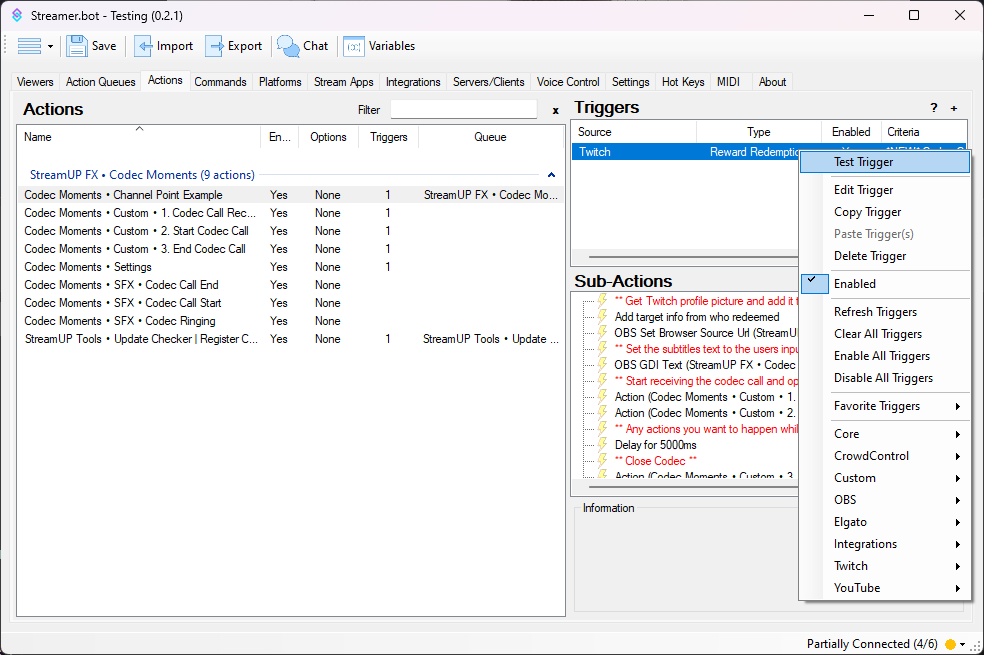 Streamer.bot - Testing (0.2.1)
Save Import Export Chat Variables
Viewers Action Queues Actions Commands Platforms Stream Apps Integrations Servers/Clients Voice Control Settings Hot Keys MIDI About
Actions Filter x
Name En... Options Triggers Queue
StreamUP FX • Codec Moments (9 actions)
Codec Moments • Channel Point Example Yes None 1 StreamUP FX • Codec Mo...
Codec Moments • Custom • 1. Codec Call Rec... Yes None 1
Codec Moments • Custom • 2. Start Codec Call Yes None 1
Codec Moments • Custom • 3. End Codec Call Yes None 1
Codec Moments • Settings Yes None 1
Codec Moments • SFX • Codec Call End Yes None
Codec Moments • SFX • Codec Call Start Yes None
Codec Moments • SFX • Codec Ringing Yes None
StreamUP Tools • Update Checker | Register C... Yes None 1 StreamUP Tools • Update ...
Triggers ? +
Source Type Enabled Criteria
Twitch Reward Redemptio
Sub-Actions
** Get Twitch profile picture and add it t
Add target info from who redeemed
OBS Set Browser Source Url (StreamU
** Set the subtitles text to the users inpu
OBS GDI Text (StreamUP FX • Codec
** Start receiving the codec call and op
Action (Codec Moments • Custom • 1.
Action (Codec Moments • Custom • 2.
** Any actions you want to happen whil
Delay for 5000ms
** Close Codec **
Action (Codec Moments • Custom • 3
Information
Test Trigger
Edit Trigger
Copy Trigger
Paste Trigger(s)
Delete Trigger
Enabled
Refresh Triggers
Clear All Triggers
Enable All Triggers
Disable All Triggers
Favorite Triggers
Core
CrowdControl
Custom
OBS
Elgato
Integrations
Twitch
YouTube
Partially Connected (4/6)